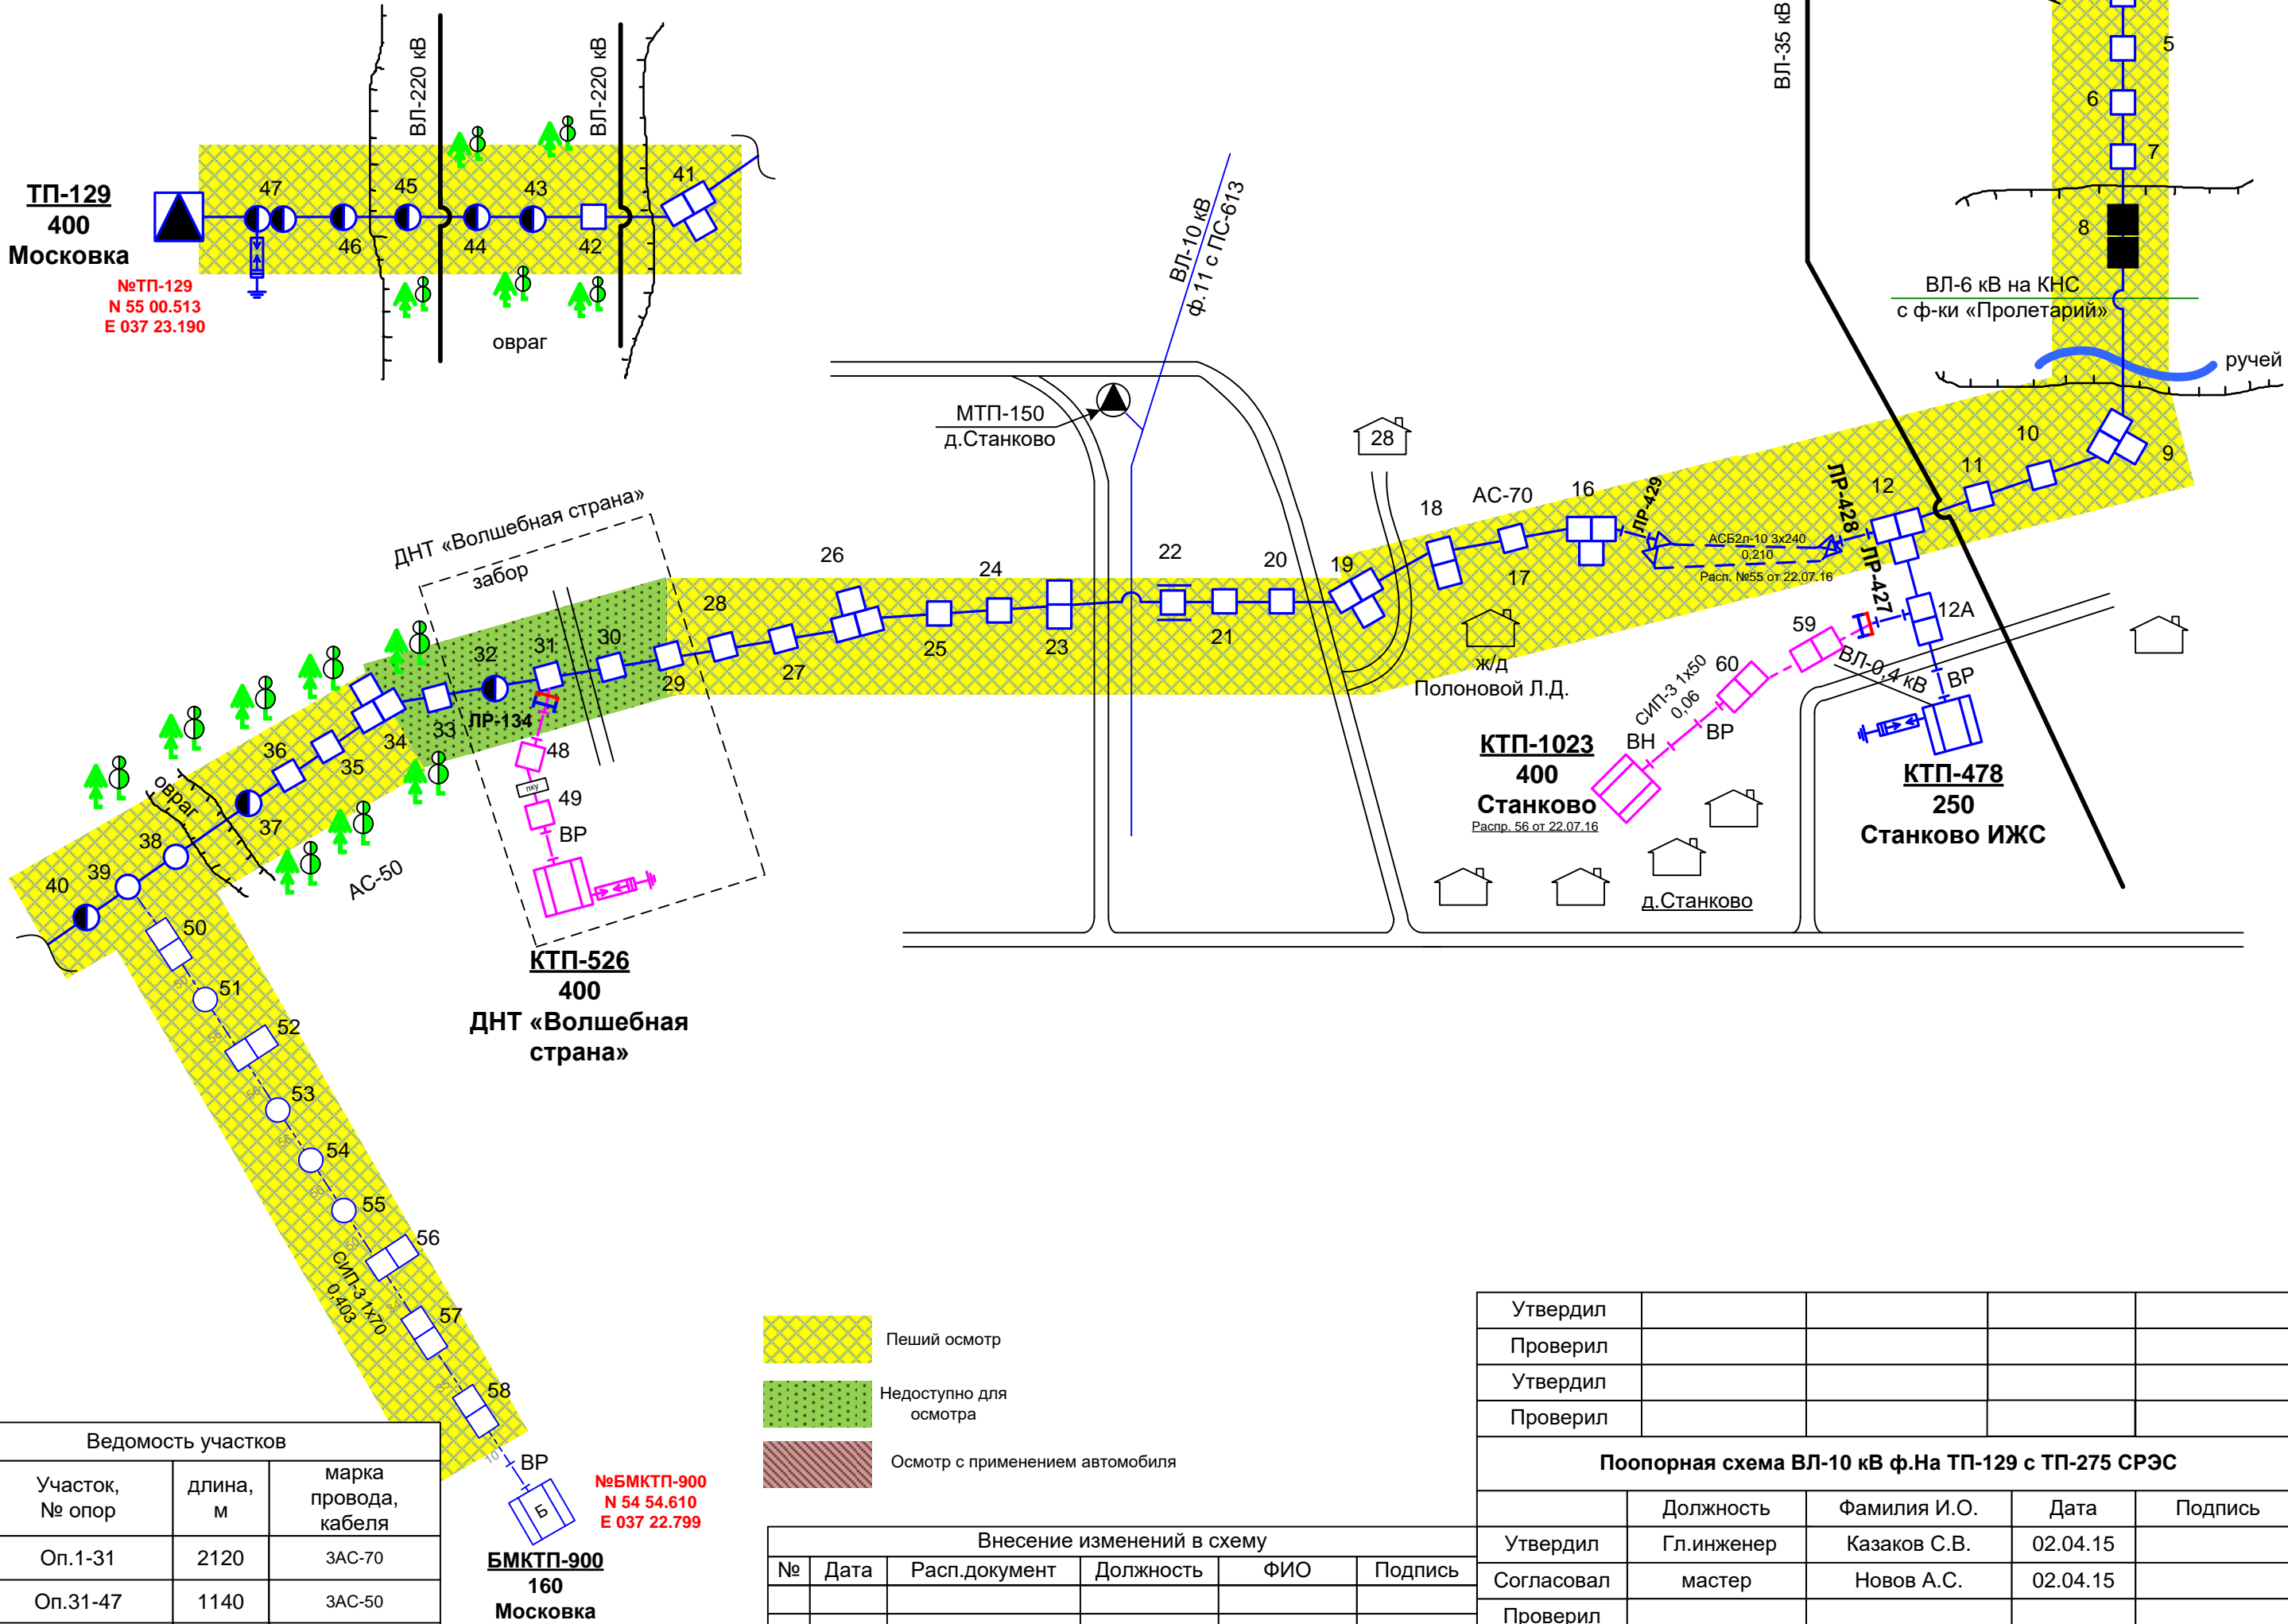 ВЛ-220 кВ
ВЛ-220 кВ
ТП-129
400
Московка
47
46
45
44
43
42
41
№ТП-129
N 55 00.513
E 037 23.190
овраг
ВЛ-35 кВ
5
6
7
8
ВЛ-6 кВ на КНС
с ф-ки «Пролетарий»
ручей
ВЛ-10 кВ
ф.11 с ПС-613
МТП-150
д.Станково
28
9
10
11
12
ЛР-428
ЛР-429
АСБ2л-10 3х240
0,210
Расп. №55 от 22.07.16
ЛР-427
12А
16
АС-70
17
18
19
20
21
22
23
24
25
26
27
28
29
30
31
32
33
34
35
36
37
38
39
40
ж/д
Полоновой Л.Д.
59
60
ВЛ-0,4 кВ
ВР
СИП-3 1х50
0,06
ВР
ВН
КТП-1023
400
Станково
Распр. 56 от 22.07.16
КТП-478
250
Станково ИЖС
д.Станково
ДНТ «Волшебная страна»
забор
ЛР-134
48
пку
49
ВР
КТП-526
400
ДНТ «Волшебная
страна»
овраг
АС-50
50
50
51
56
52
56
53
56
54
56
55
50
56
СИП-3 1х70
0,403
34
57
35
58
10
ВР
Б
№БМКТП-900
N 54 54.610
E 037 22.799
БМКТП-900
160
Московка
Пеший осмотр
Недоступно для
осмотра
Осмотр с применением автомобиля
Ведомость участков
Участок,
№ опор
длина,
м
марка
провода,
кабеля
Оп.1-31 2120 3АС-70
Оп.31-47 1140 3АС-50
Внесение изменений в схему
№ Дата Расп.документ Должность ФИО Подпись
Утвердил
Проверил
Утвердил
Проверил
Поопорная схема ВЛ-10 кВ ф.На ТП-129 с ТП-275 СРЭС
Должность Фамилия И.О. Дата Подпись
Утвердил Гл.инженер Казаков С.В. 02.04.15
Согласовал мастер Новов А.С. 02.04.15
Проверил